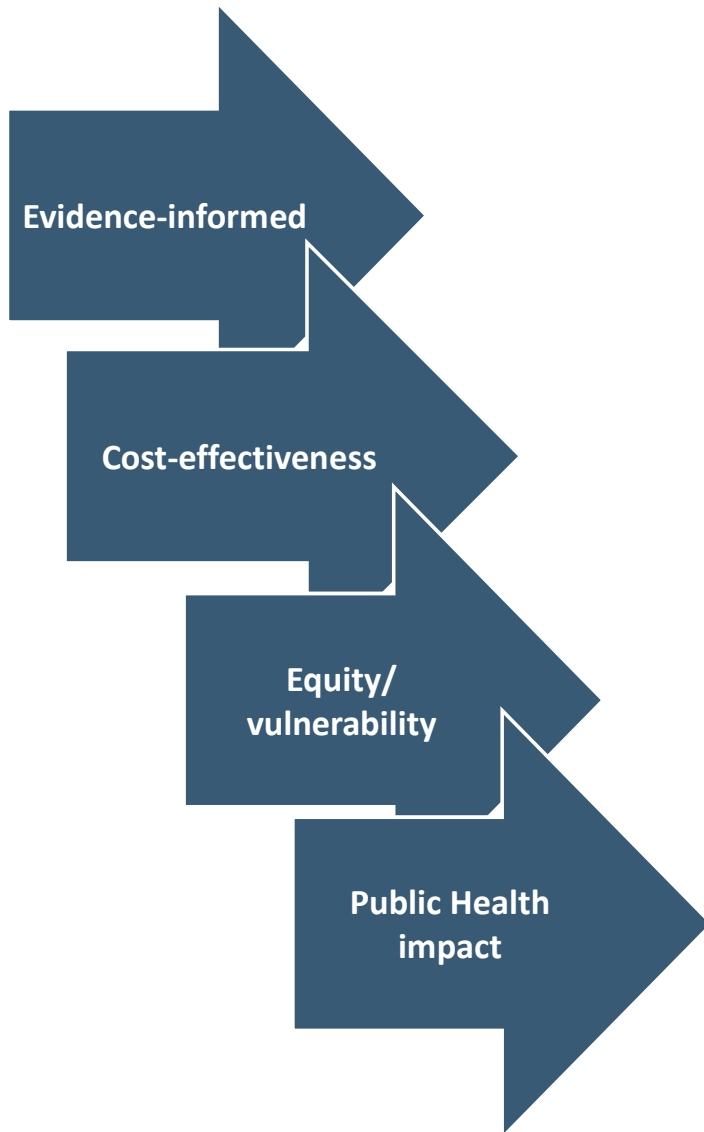 Evidence-informed
Cost-effectiveness
Equity/
vulnerability
Public Health
impact